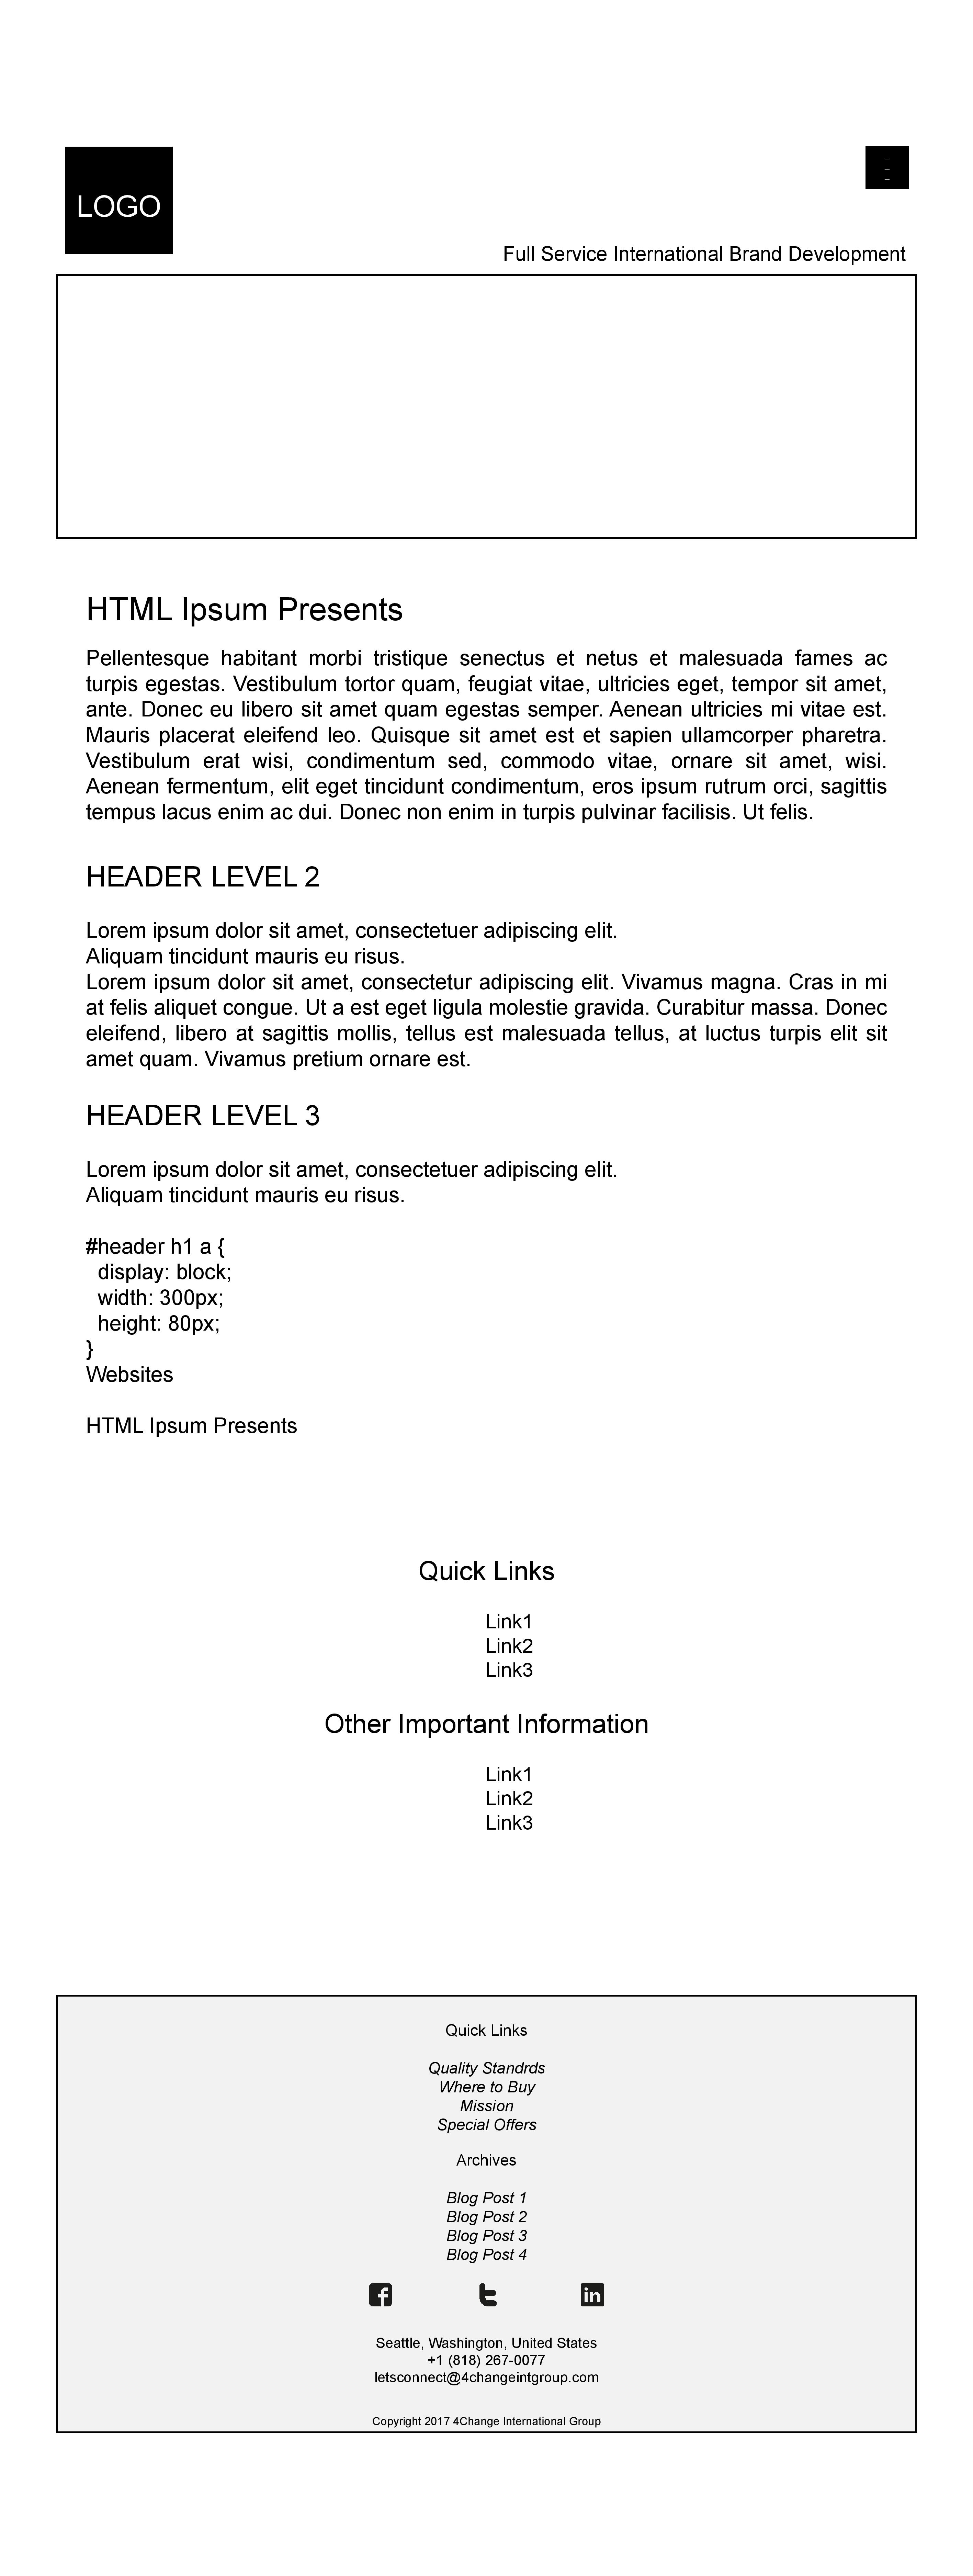 LOGO
Full Service International Brand Development
HTML Ipsum Presents
Pellentesque habitant morbi tristique senectus et netus et malesuada fames ac
turpis egestas. Vestibulum tortor quam, feugiat vitae, ultricies eget, tempor sit amet,
ante. Donec eu libero sit amet quam egestas semper. Aenean ultricies mi vitae est.
Mauris placerat eleifend leo. Quisque sit amet est et sapien ullamcorper pharetra.
Vestibulum erat wisi, condimentum sed, commodo vitae, ornare sit amet, wisi.
Aenean fermentum, elit eget tincidunt condimentum, eros ipsum rutrum orci, sagittis
tempus lacus enim ac dui. Donec non enim in turpis pulvinar facilisis. Ut felis.
HEADER LEVEL 2
Lorem ipsum dolor sit amet, consectetuer adipiscing elit.
Aliquam tincidunt mauris eu risus.
Lorem ipsum dolor sit amet, consectetur adipiscing elit. Vivamus magna. Cras in mi
at felis aliquet congue. Ut a est eget ligula molestie gravida. Curabitur massa. Donec
eleifend, libero at sagittis mollis, tellus est malesuada tellus, at luctus turpis elit sit
amet quam. Vivamus pretium ornare est.
HEADER LEVEL 3
Lorem ipsum dolor sit amet, consectetuer adipiscing elit.
Aliquam tincidunt mauris eu risus.
#header h1 a {
display: block;
width: 300px;
height: 80px;
}
Websites
HTML Ipsum Presents
Quick Links
Link1
Link2
Link3
Other Important Information
Link1
Link2
Link3
Quick Links
Quality Standrds
Where to Buy
Mission
Special Offers
Archives
Blog Post 1
Blog Post 2
Blog Post 3
Blog Post 4
Seattle, Washington, United States
+1 (818) 267-0077
letsconnect@4changeintgroup.com
Copyright 2017 4Change International Group